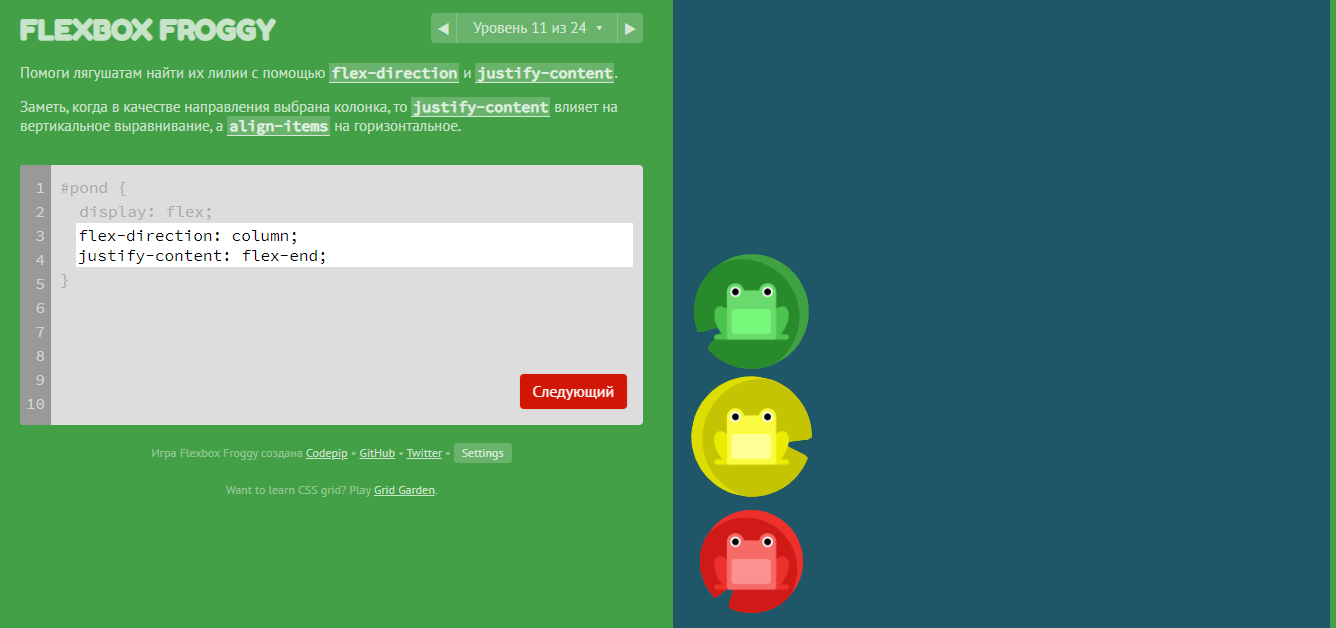 FLEXBOX FROGGY
◀ Уровень 11 из 24 ▾ ▶
Помоги лягушатам найти их лилии с помощью flex-direction и justify-content.
Заметь, когда в качестве направления выбрана колонка, то justify-content влияет на
вертикальное выравнивание, а align-items на горизонтальное.
1 #pond {
2 display: flex;
3 flex-direction: column;
4 justify-content: flex-end;
5 }
6
7
8
9
10
Следующий
Игра Flexbox Froggy создана Codepip • GitHub • Twitter • Settings
Want to learn CSS grid? Play Grid Garden.